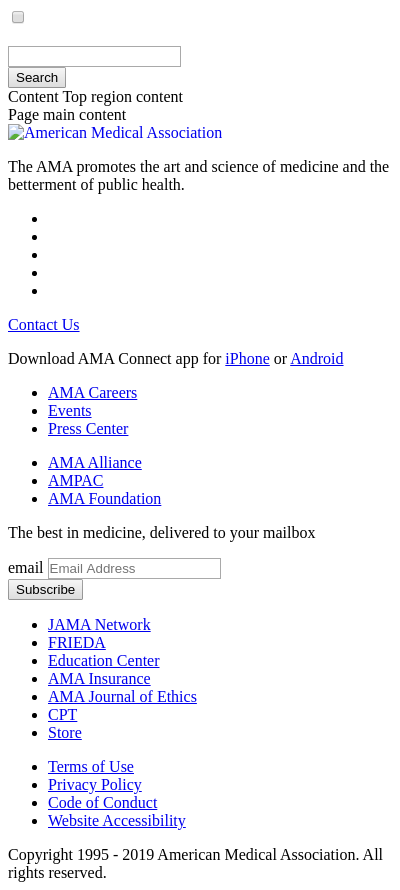 Search
Content Top region content
Page main content
American Medical Association
The AMA promotes the art and science of medicine and the
betterment of public health.
Contact Us
Download AMA Connect app for iPhone or Android
AMA Careers
Events
Press Center
AMA Alliance
AMPAC
AMA Foundation
The best in medicine, delivered to your mailbox
email Email Address
Subscribe
JAMA Network
FRIEDA
Education Center
AMA Insurance
AMA Journal of Ethics
CPT
Store
Terms of Use
Privacy Policy
Code of Conduct
Website Accessibility
Copyright 1995 - 2019 American Medical Association. All
rights reserved.